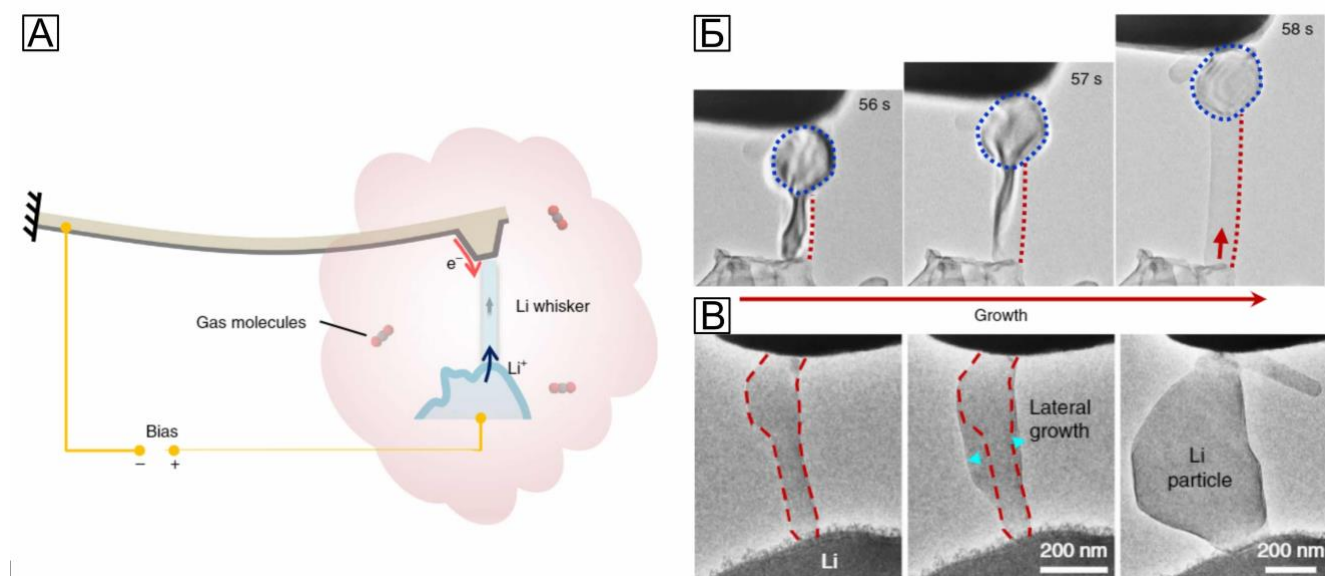 А
e⁻
Gas molecules
Li whisker
Li⁺
Bias
− +
Б
56 s
57 s
58 s
Growth
В
Lateral
growth
Li
200 nm
Li
particle
200 nm